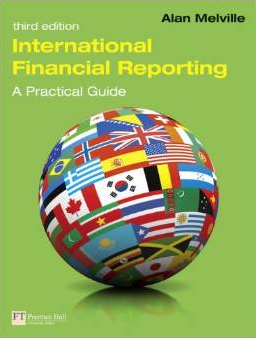 Alan Melville
third edition
International
Financial Reporting
A Practical Guide
FT
Prentice Hall
FINANCIAL TIMES